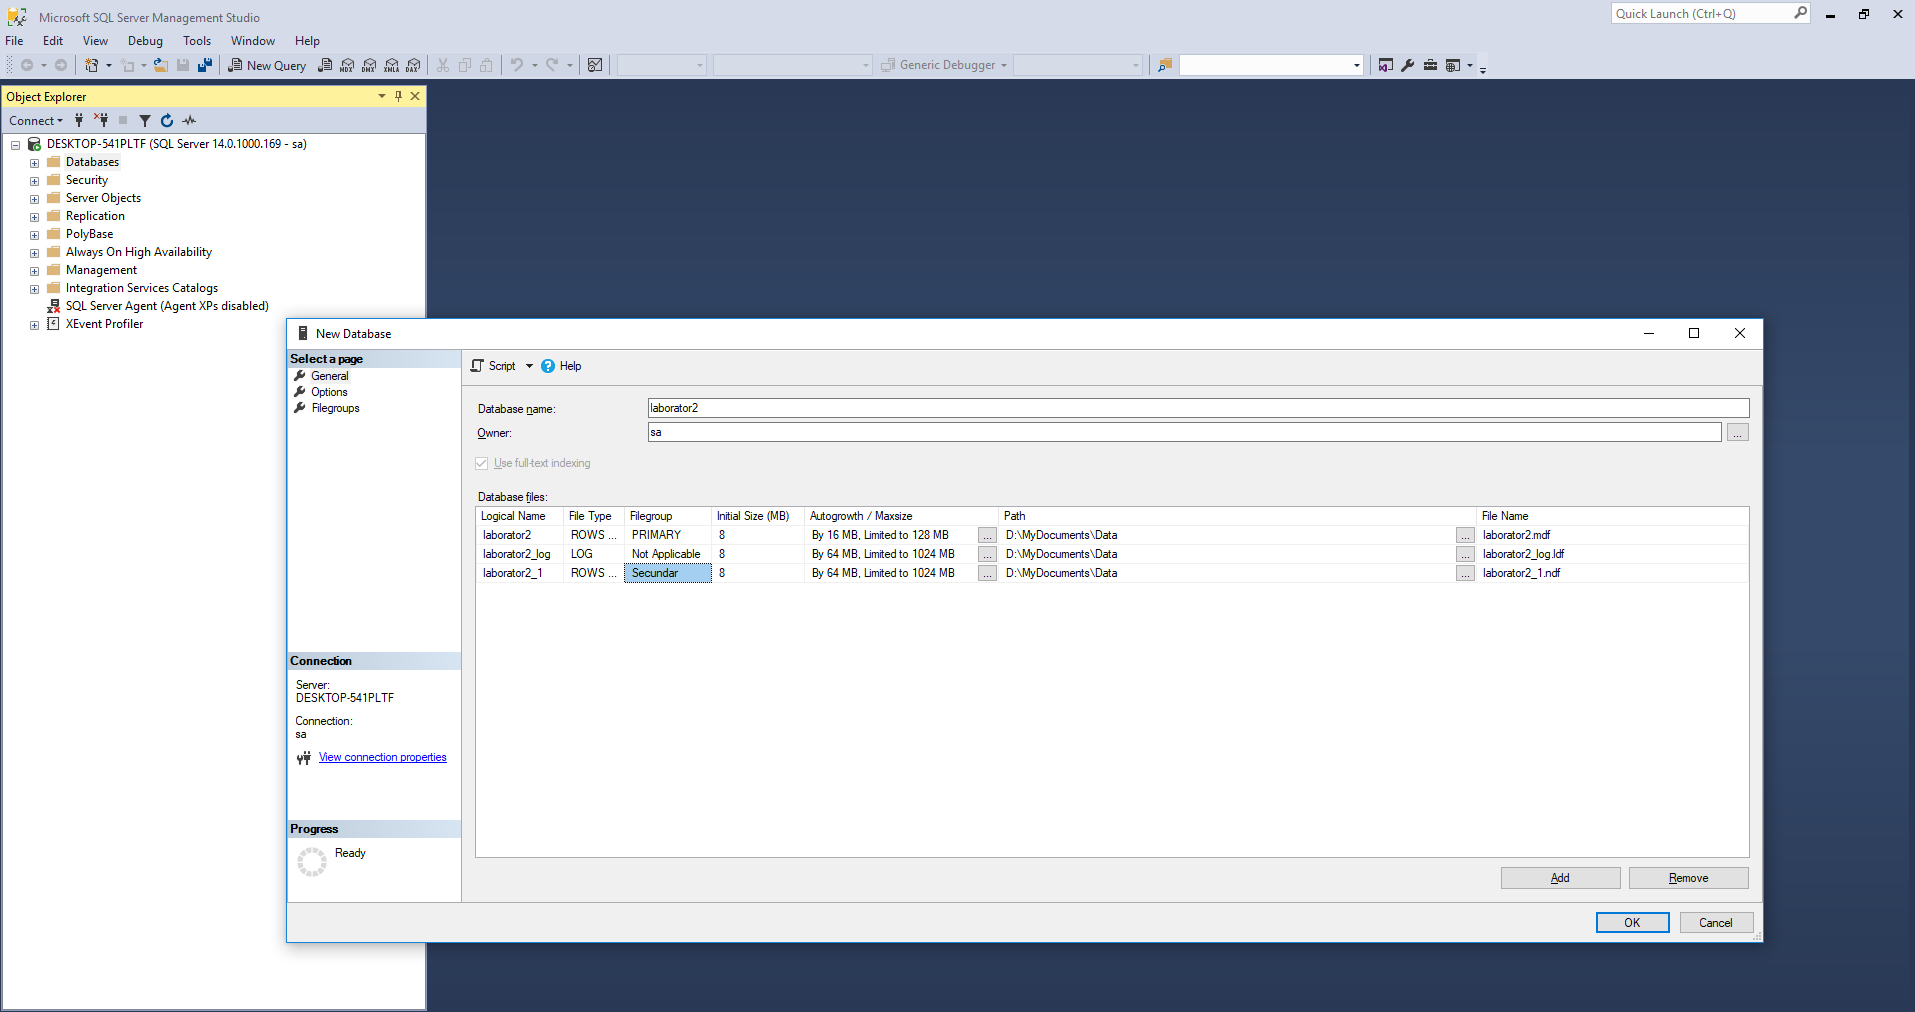 Microsoft SQL Server Management Studio
Quick Launch (Ctrl+Q)
File Edit View Debug Tools Window Help
New Query MDX DMX XMLA DAX Generic Debugger
Object Explorer
Connect
DESKTOP-541PLTF (SQL Server 14.0.1000.169 - sa)
Databases
Security
Server Objects
Replication
PolyBase
Always On High Availability
Management
Integration Services Catalogs
SQL Server Agent (Agent XPs disabled)
XEvent Profiler
New Database
Select a page
General
Options
Filegroups
Script Help
Database name: laborator2
Owner: sa ...
Use full-text indexing
Database files:
Logical Name File Type Filegroup Initial Size (MB) Autogrowth / Maxsize Path File Name
laborator2 ROWS ... PRIMARY 8 By 16 MB, Limited to 128 MB ... D:\MyDocuments\Data ... laborator2.mdf
laborator2_log LOG Not Applicable 8 By 64 MB, Limited to 1024 MB ... D:\MyDocuments\Data ... laborator2_log.ldf
laborator2_1 ROWS ... Secundar 8 By 64 MB, Limited to 1024 MB ... D:\MyDocuments\Data ... laborator2_1.ndf
Connection
Server:
DESKTOP-541PLTF
Connection:
sa
View connection properties
Progress
Ready
Add Remove
OK Cancel